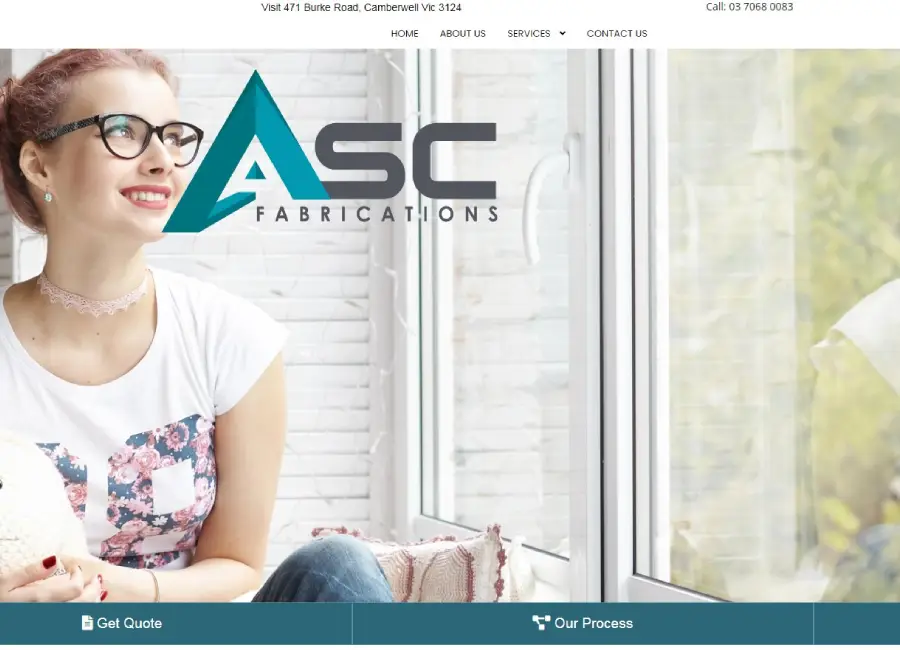 Visit 471 Burke Road, Camberwell Vic 3124
Call: 03 7068 0083
HOME ABOUT US SERVICES CONTACT US
ASC
FABRICATIONS
Get Quote
Our Process